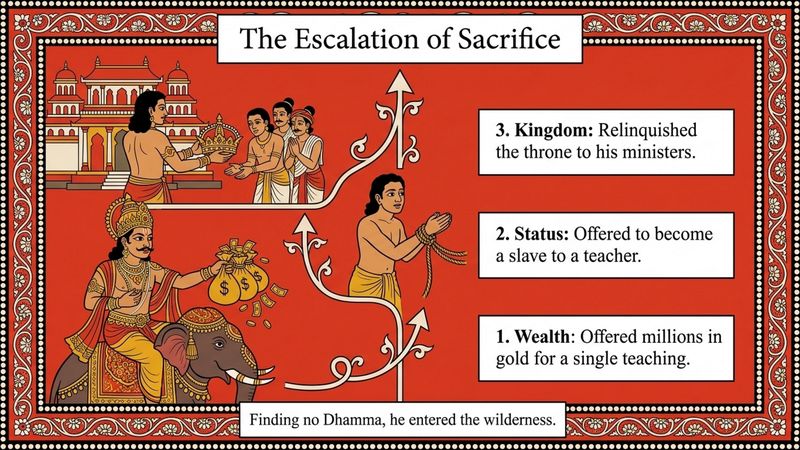 The Escalation of Sacrifice
3. Kingdom: Relinquished
the throne to his ministers.
2. Status: Offered to become
a slave to a teacher.
1. Wealth: Offered millions in
gold for a single teaching.
$ $ $
Finding no Dhamma, he entered the wilderness.